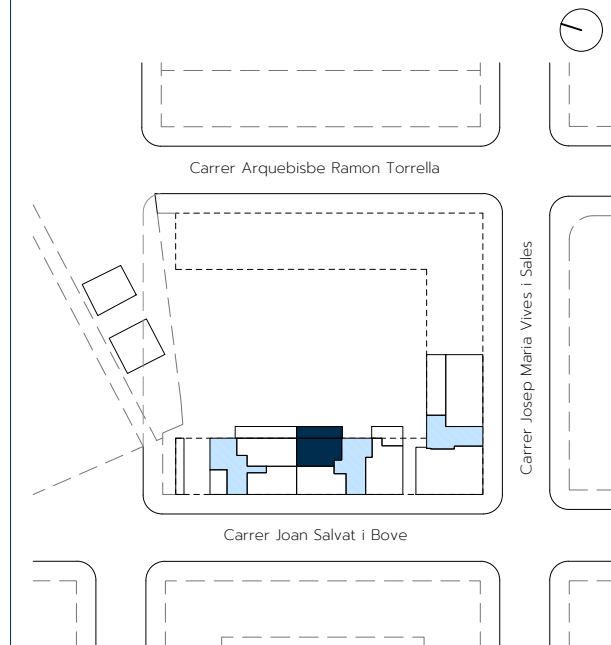 Carrer Arquebisbe Ramon Torrella
Carrer Josep Maria Vives i Sales
Carrer Joan Salvat i Bove